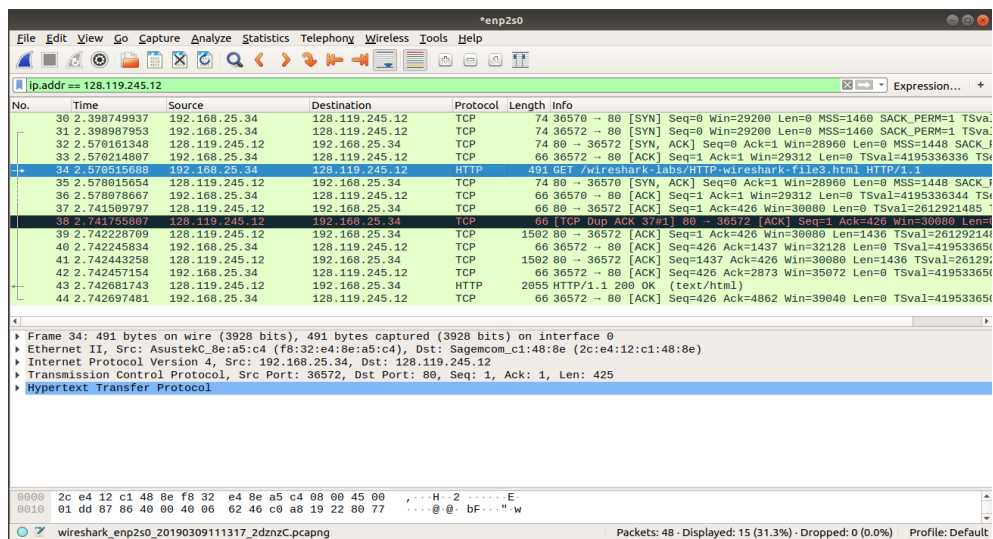 *enp2s0
File Edit View Go Capture Analyze Statistics Telephony Wireless Tools Help
ip.addr == 128.119.245.12 Expression… +
No. Time Source Destination Protocol Length Info
30 2.398749937 192.168.25.34 128.119.245.12 TCP 74 36570 → 80 [SYN] Seq=0 Win=29200 Len=0 MSS=1460 SACK_PERM=1 TSval
31 2.398987953 192.168.25.34 128.119.245.12 TCP 74 36572 → 80 [SYN] Seq=0 Win=29200 Len=0 MSS=1460 SACK_PERM=1 TSval
32 2.570161348 128.119.245.12 192.168.25.34 TCP 74 80 → 36572 [SYN, ACK] Seq=0 Ack=1 Win=28960 Len=0 MSS=1448 SACK_P
33 2.570214807 192.168.25.34 128.119.245.12 TCP 66 36572 → 80 [ACK] Seq=1 Ack=1 Win=29312 Len=0 TSval=4195336336 TSe
34 2.570515688 192.168.25.34 128.119.245.12 HTTP 491 GET /wireshark-labs/HTTP-wireshark-file3.html HTTP/1.1
35 2.578015654 128.119.245.12 192.168.25.34 TCP 74 80 → 36570 [SYN, ACK] Seq=0 Ack=1 Win=28960 Len=0 MSS=1448 SACK_P
36 2.578078667 192.168.25.34 128.119.245.12 TCP 66 36570 → 80 [ACK] Seq=1 Ack=1 Win=29312 Len=0 TSval=4195336344 TSe
37 2.741509797 128.119.245.12 192.168.25.34 TCP 66 80 → 36572 [ACK] Seq=1 Ack=426 Win=30080 Len=0 TSval=2612921485 T
38 2.741755807 128.119.245.12 192.168.25.34 TCP 66 [TCP Dup ACK 37#1] 80 → 36572 [ACK] Seq=1 Ack=426 Win=30080 Len=0
39 2.742228709 128.119.245.12 192.168.25.34 TCP 1502 80 → 36572 [ACK] Seq=1 Ack=426 Win=30080 Len=1436 TSval=261292148
40 2.742245834 192.168.25.34 128.119.245.12 TCP 66 36572 → 80 [ACK] Seq=426 Ack=1437 Win=32128 Len=0 TSval=419533650
41 2.742443258 128.119.245.12 192.168.25.34 TCP 1502 80 → 36572 [ACK] Seq=1437 Ack=426 Win=30080 Len=1436 TSval=261292
42 2.742457154 192.168.25.34 128.119.245.12 TCP 66 36572 → 80 [ACK] Seq=426 Ack=2873 Win=35072 Len=0 TSval=419533650
43 2.742681743 128.119.245.12 192.168.25.34 HTTP 2055 HTTP/1.1 200 OK (text/html)
44 2.742697481 192.168.25.34 128.119.245.12 TCP 66 36572 → 80 [ACK] Seq=426 Ack=4862 Win=39040 Len=0 TSval=419533650
Frame 34: 491 bytes on wire (3928 bits), 491 bytes captured (3928 bits) on interface 0
Ethernet II, Src: AsustekC_8e:a5:c4 (f8:32:e4:8e:a5:c4), Dst: Sagemcom_c1:48:8e (2c:e4:12:c1:48:8e)
Internet Protocol Version 4, Src: 192.168.25.34, Dst: 128.119.245.12
Transmission Control Protocol, Src Port: 36572, Dst Port: 80, Seq: 1, Ack: 1, Len: 425
Hypertext Transfer Protocol
0000 2c e4 12 c1 48 8e f8 32 e4 8e a5 c4 08 00 45 00 ,···H··2 ······E·
0010 01 dd 87 86 40 00 40 06 62 46 c0 a8 19 22 80 77 ····@·@· bF···"·w
wireshark_enp2s0_20190309111317_2dznzC.pcapng Packets: 48 · Displayed: 15 (31.3%) · Dropped: 0 (0.0%) Profile: Default